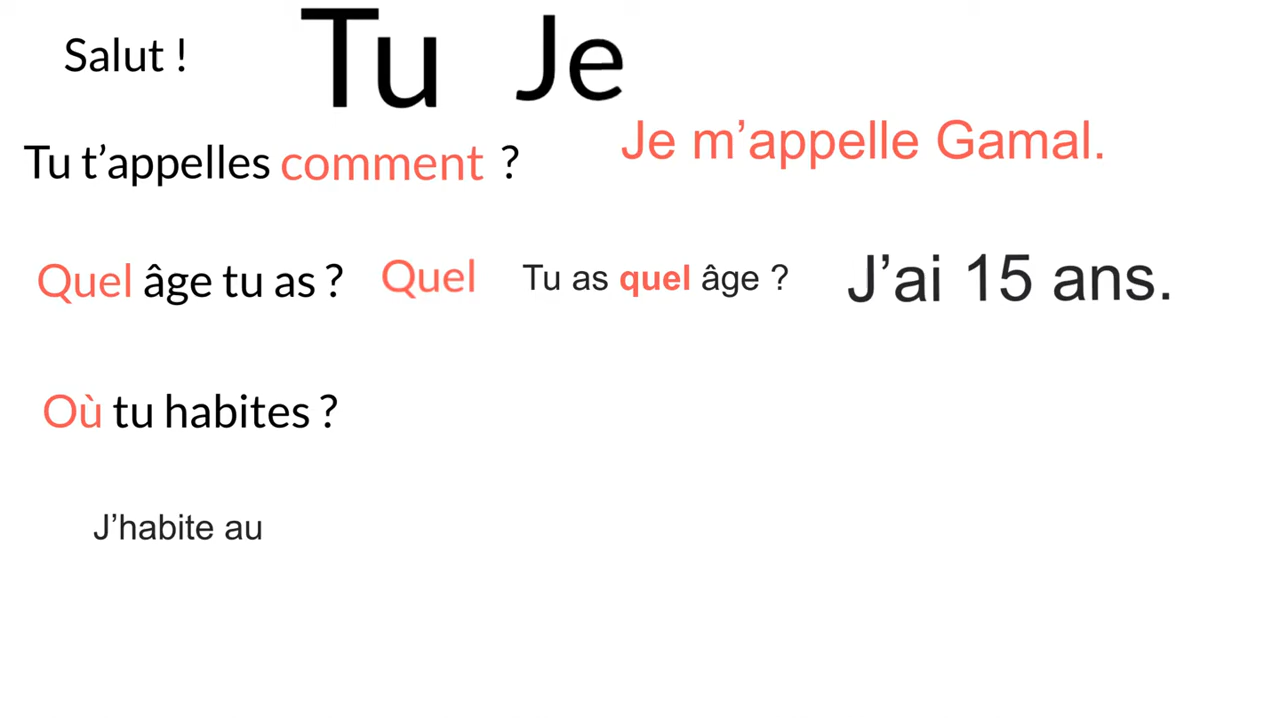 Salut !
Tu Je
Je m’appelle Gamal.
Tu t’appelles comment ?
Quel âge tu as ? Quel Tu as quel âge ? J’ai 15 ans.
Où tu habites ?
J’habite au